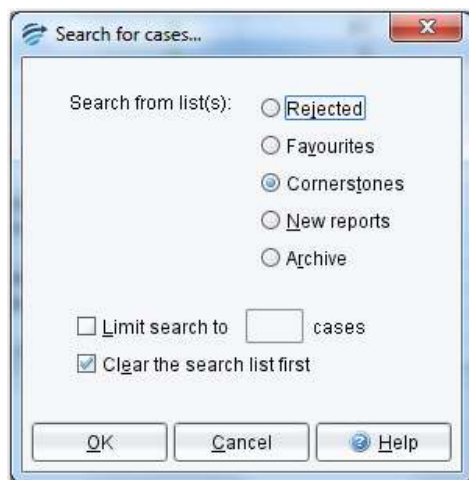 Search for cases...
Search from list(s):
Rejected
Favourites
Cornerstones
New reports
Archive
Limit search to cases
Clear the search list first
OK Cancel Help